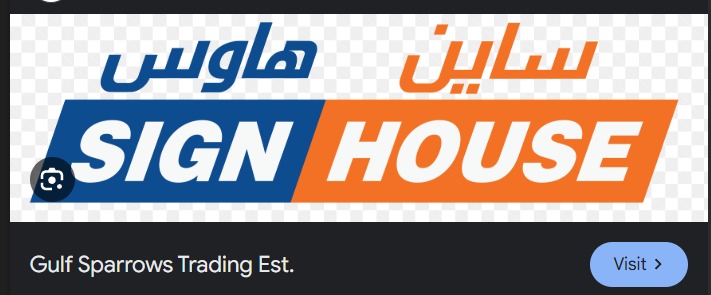 ساين هاوس
SIGN HOUSE
Gulf Sparrows Trading Est.
Visit